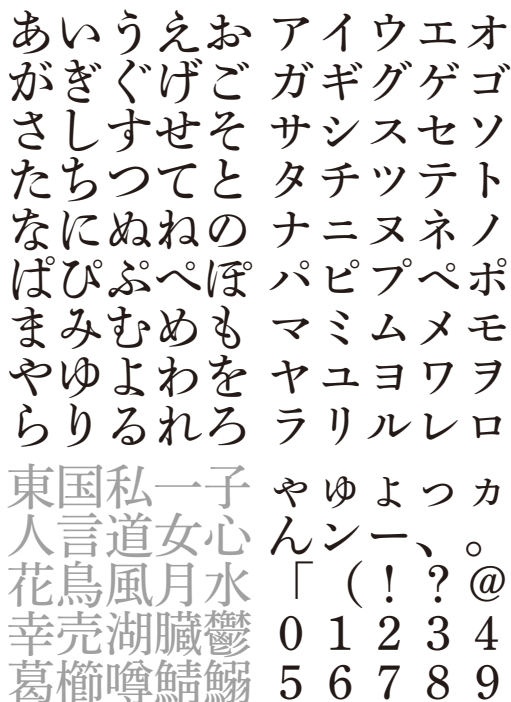 あいうえお アイウエオ
がぎぐげご ガギグゲゴ
さしすせそ サシスセソ
たちつてと タチツテト
なにぬねの ナニヌネノ
ぱぴぷぺぽ パピプペポ
まみむめも マミムメモ
やゆよわを ヤユヨワヲ
らりるれろ ラリルレロ
東国私一子 ゃゅょっヵ
人言道女心 んンー、。
花鳥風月水 「（！？@
幸売湖臓鬱 01234
葛櫛噂鯖鰯 56789